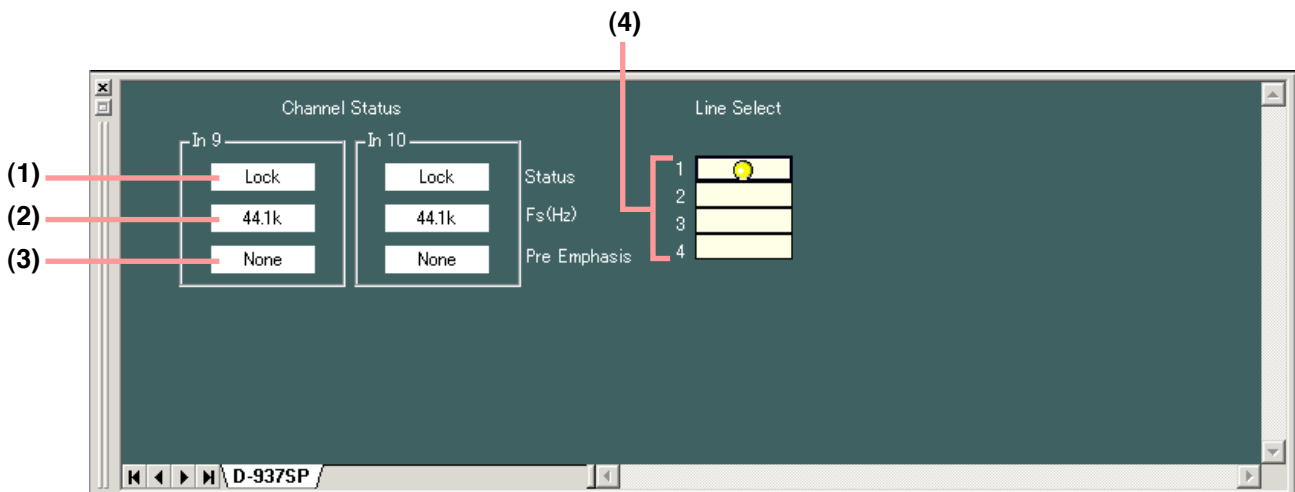 (4)
Channel Status Line Select
In 9 In 10
(1) Lock Lock Status 1
2
(2) 44.1k 44.1k Fs(Hz) 3
(3) None None Pre Emphasis 4
D-937SP